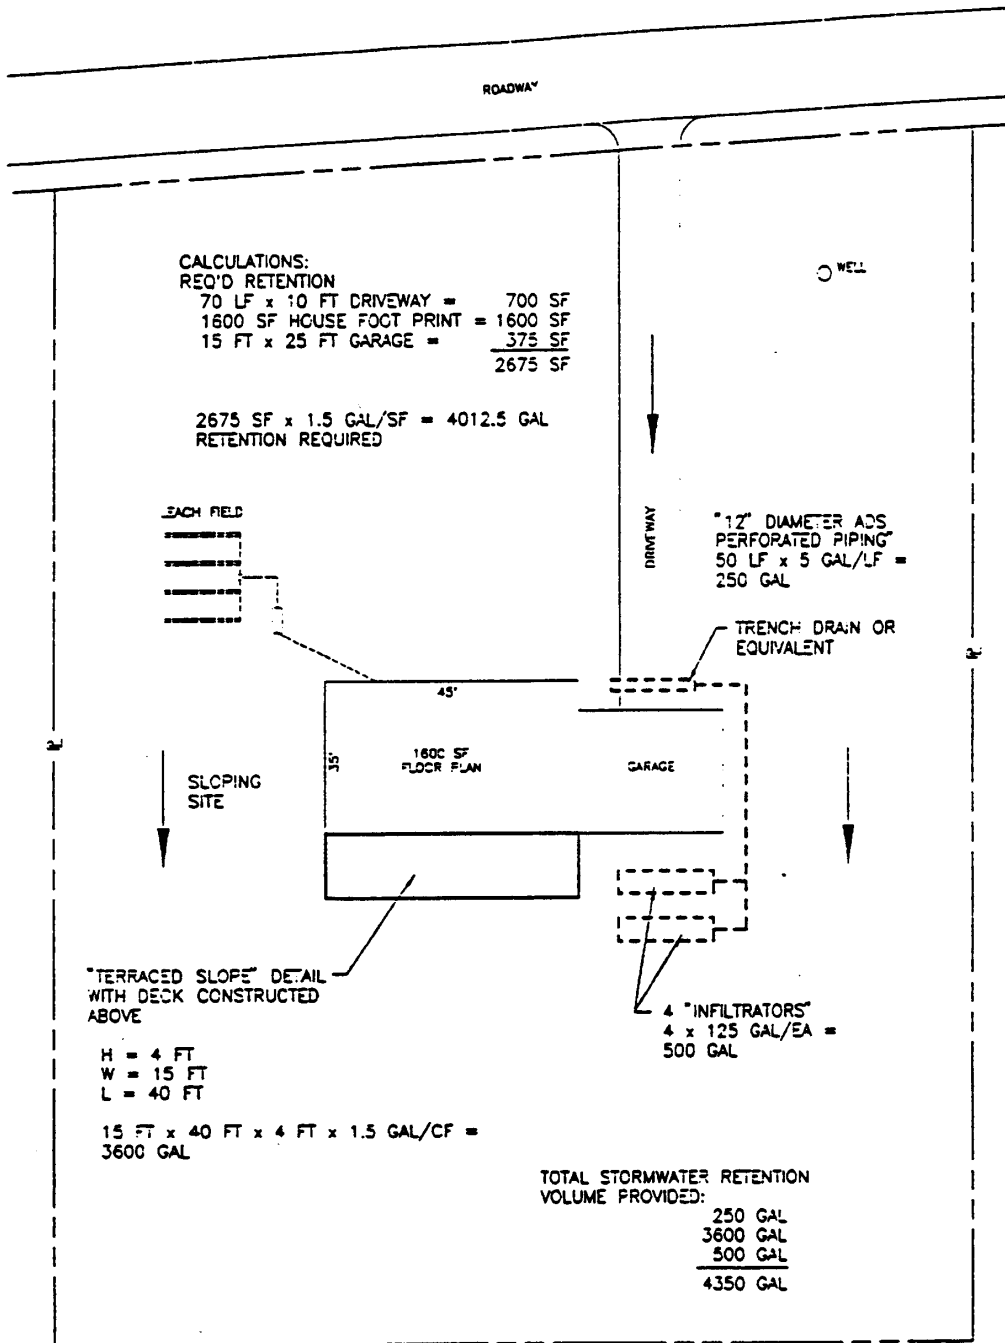 ROADWAY
CALCULATIONS:
REQ'D RETENTION
70 LF x 10 FT DRIVEWAY = 700 SF
1600 SF HOUSE FOOT PRINT = 1600 SF
15 FT x 25 FT GARAGE = 375 SF
2675 SF
WELL
2675 SF x 1.5 GAL/SF = 4012.5 GAL
RETENTION REQUIRED
LEACH FIELD
DRIVEWAY
"12" DIAMETER ADS
PERFORATED PIPING"
50 LF x 5 GAL/LF =
250 GAL
TRENCH DRAIN OR
EQUIVALENT
PL
PL
45'
35'
1600 SF
FLOOR PLAN
GARAGE
SLOPING
SITE
"TERRACED SLOPE" DETAIL
WITH DECK CONSTRUCTED
ABOVE
H = 4 FT
W = 15 FT
L = 40 FT
15 FT x 40 FT x 4 FT x 1.5 GAL/CF =
3600 GAL
4 "INFILTRATORS"
4 x 125 GAL/EA =
500 GAL
TOTAL STORMWATER RETENTION
VOLUME PROVIDED:
250 GAL
3600 GAL
500 GAL
4350 GAL